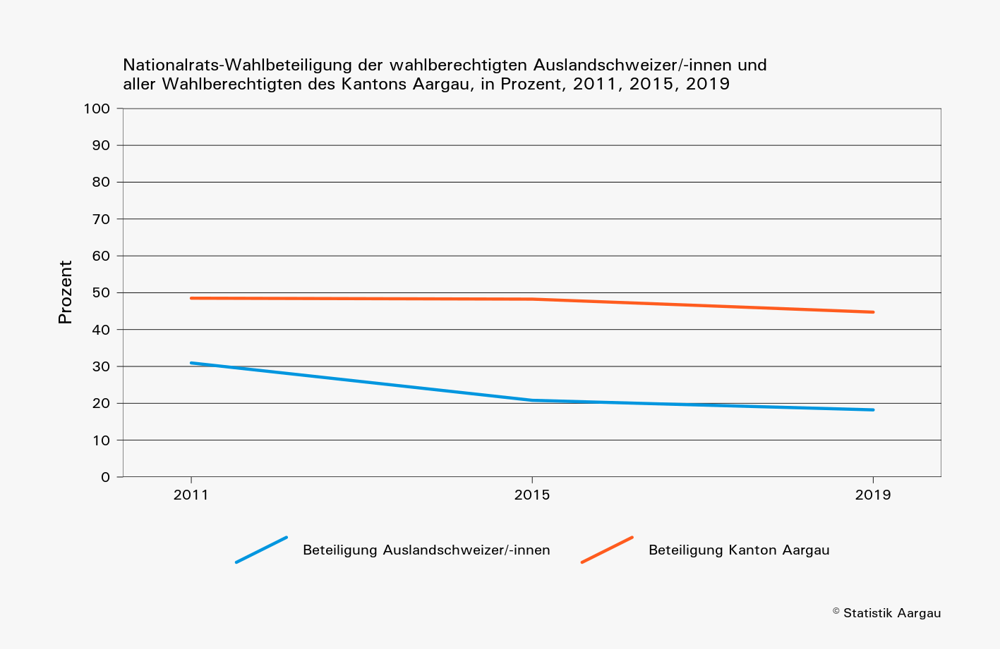 Nationalrats-Wahlbeteiligung der wahlberechtigten Auslandschweizer/-innen und
aller Wahlberechtigten des Kantons Aargau, in Prozent, 2011, 2015, 2019
100
90
80
70
60
50
40
30
20
10
0
Prozent
2011 2015 2019
Beteiligung Auslandschweizer/-innen Beteiligung Kanton Aargau
© Statistik Aargau